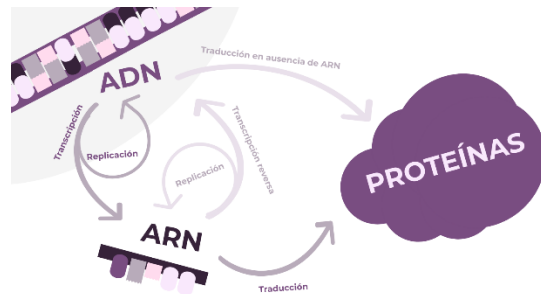 Traducción en ausencia de ARN
ADN
Transcripción
Replicación
Transcripción reversa
Replicación
PROTEÍNAS
ARN
Traducción